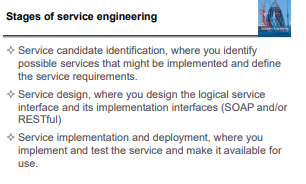 Stages of service engineering
✧ Service candidate identification, where you identify
possible services that might be implemented and define
the service requirements.
✧ Service design, where you design the logical service
interface and its implementation interfaces (SOAP and/or
RESTful)
✧ Service implementation and deployment, where you
implement and test the service and make it available for
use.